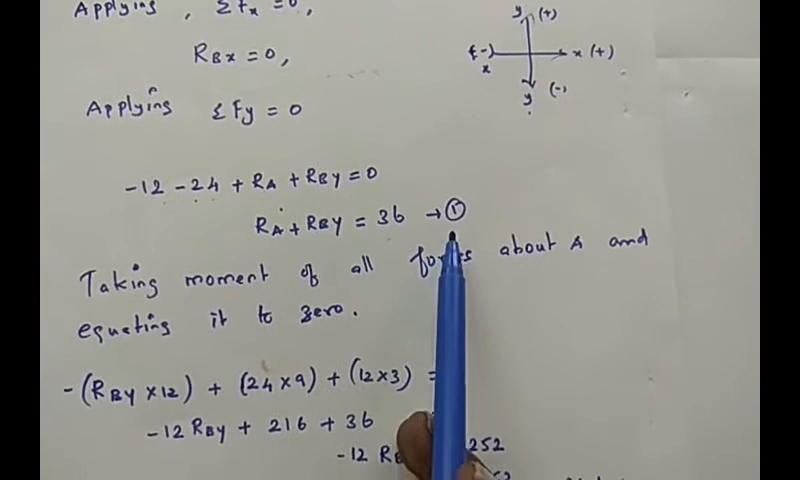 Applying, ΣFx = 0,
RBx = 0,
y (+)
(-) x (+)
x
y (-)
Applying ΣFy = 0
-12 -24 + RA + RBy = 0
RA + RBy = 36 → ①
Taking moment of all forces about A and
equating it to zero.
-(RBy ×12) + (24×9) + (12×3) =
-12 RBy + 216 + 36
-12 252